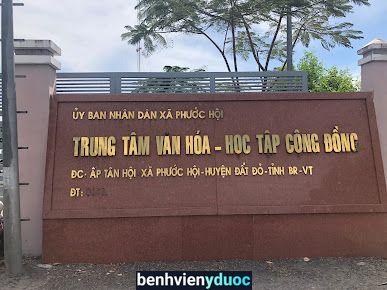 ỦY BAN NHÂN DÂN XÃ PHƯỚC HỘI
TRUNG TÂM VĂN HÓA - HỌC TẬP CỘNG ĐỒNG
ĐC- ẤP TÂN HỘI XÃ PHƯỚC HỘI-HUYỆN ĐẤT ĐỎ-TỈNH BR-VT
ĐT:
benhvienyduoc